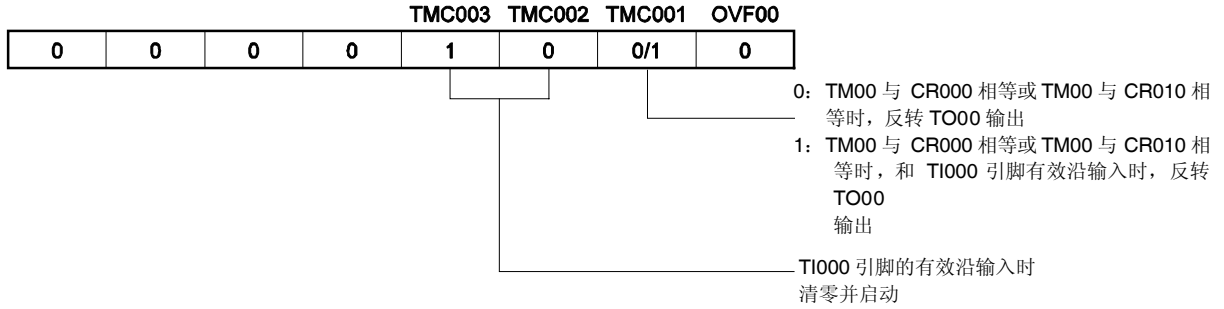 TMC003 TMC002 TMC001 OVF00
0 0 0 0 1 0 0/1 0
0：TM00 与 CR000 相等或 TM00 与 CR010 相
等时，反转 TO00 输出
1：TM00 与 CR000 相等或 TM00 与 CR010 相
等时，和 TI000 引脚有效沿输入时，反转
TO00
输出
TI000 引脚的有效沿输入时
清零并启动